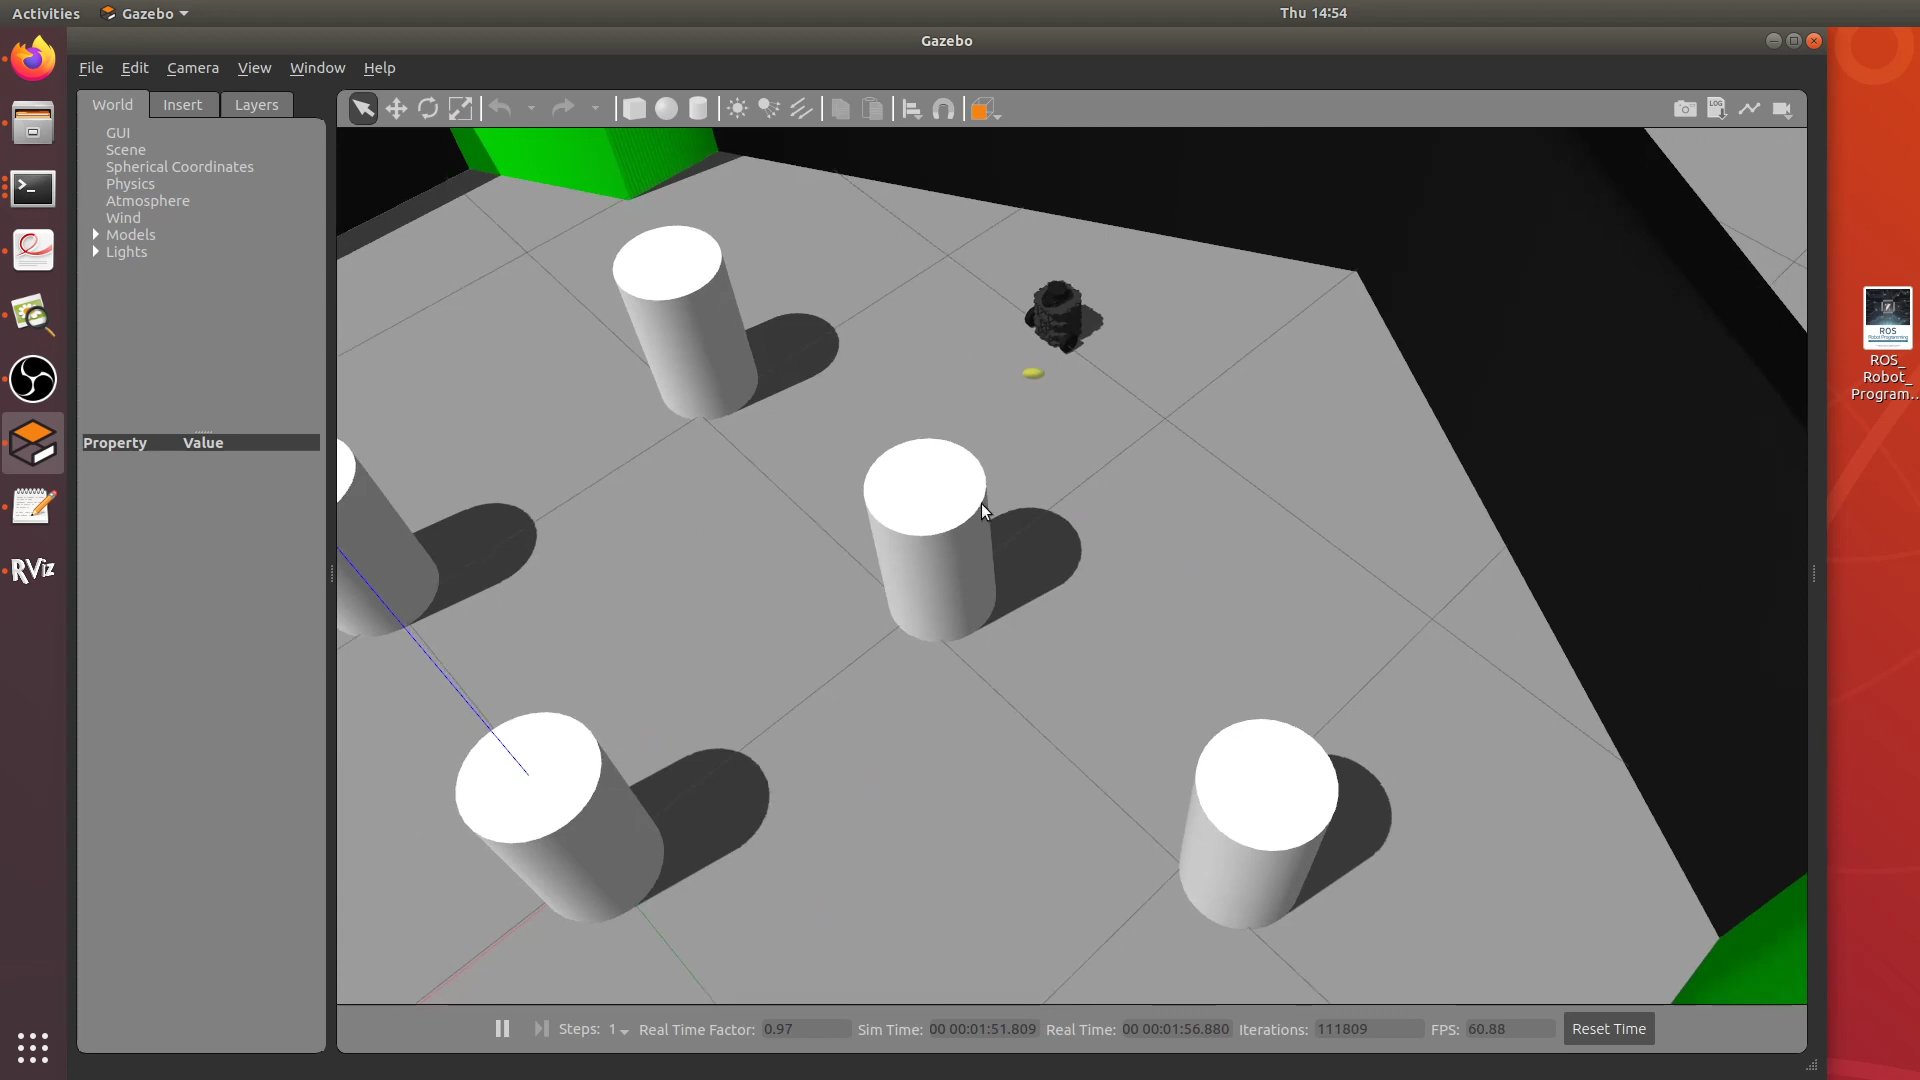 Activities Gazebo Thu 14:54
Gazebo
File Edit Camera View Window Help
World Insert Layers
GUI
Scene
Spherical Coordinates
Physics
Atmosphere
Wind
Models
Lights
Property Value
LOG
ROS
ROS_
Robot_
Program...
RViz
Steps: 1 Real Time Factor: 0.97 Sim Time: 00 00:01:51.809 Real Time: 00 00:01:56.880 Iterations: 111809 FPS: 60.88 Reset Time